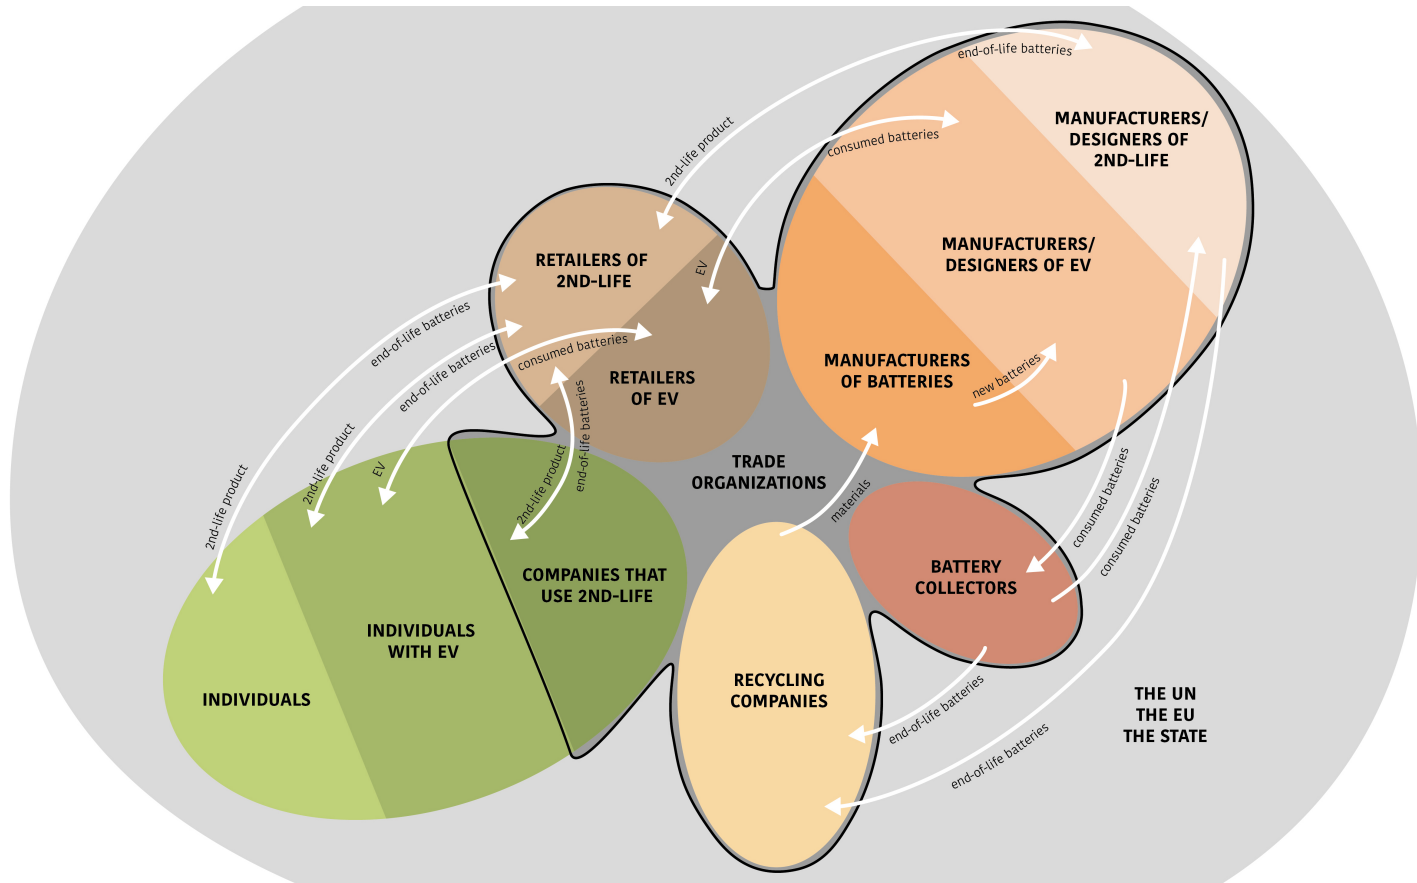 end-of-life batteries
MANUFACTURERS/
DESIGNERS OF
2ND-LIFE
2nd-life product
consumed batteries
MANUFACTURERS/
DESIGNERS OF EV
RETAILERS OF
2ND-LIFE
EV
end-of-life batteries
end-of-life batteries
consumed batteries
RETAILERS
OF EV
MANUFACTURERS
OF BATTERIES
new batteries
2nd-life product
2nd-life product
EV
2nd-life product
end-of-life batteries
TRADE
ORGANIZATIONS
materials
consumed batteries
consumed batteries
BATTERY
COLLECTORS
COMPANIES THAT
USE 2ND-LIFE
INDIVIDUALS
WITH EV
INDIVIDUALS
RECYCLING
COMPANIES
end-of-life batteries
end-of-life batteries
THE UN
THE EU
THE STATE